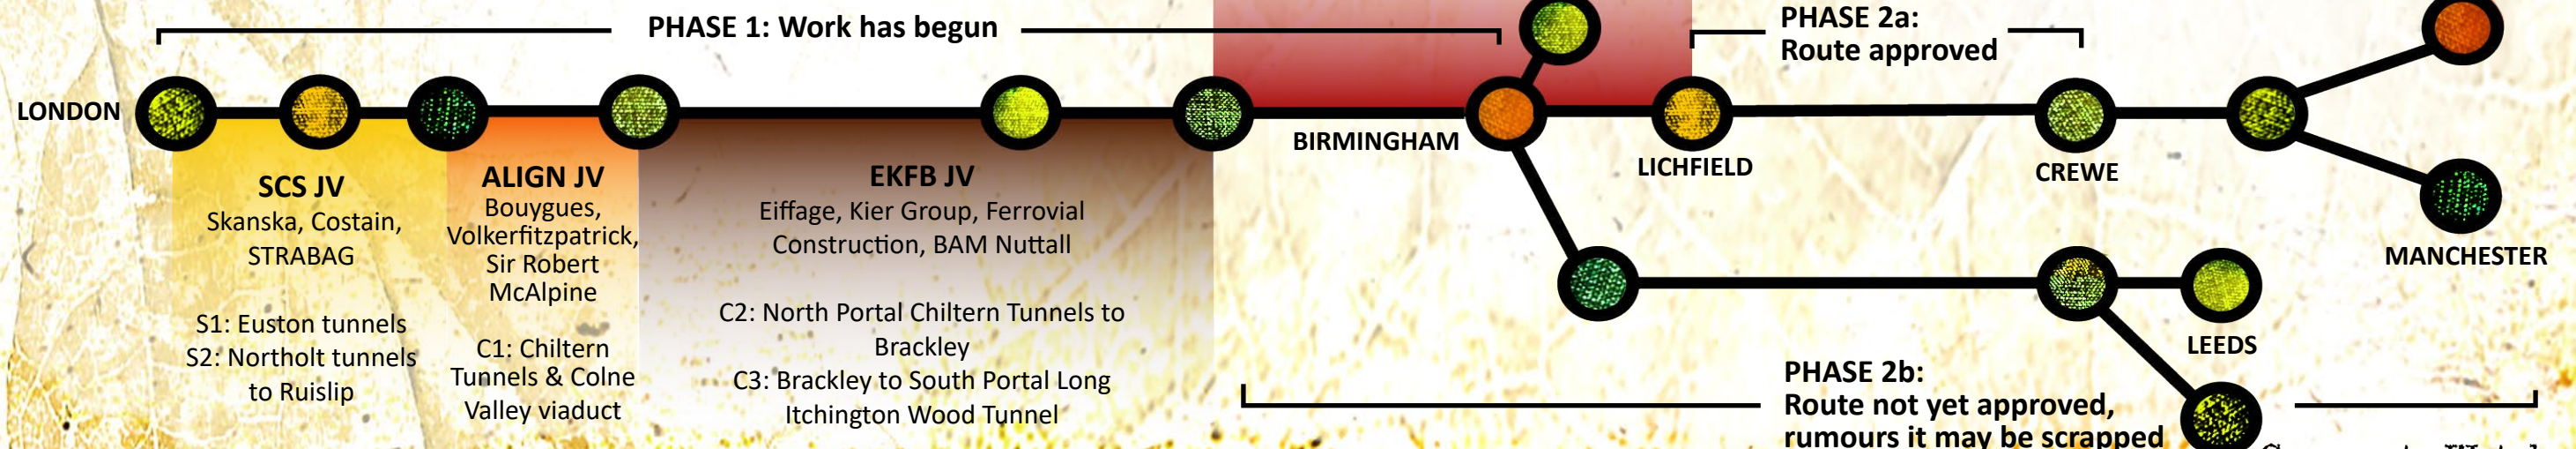 PHASE 1: Work has begun
PHASE 2a:
Route approved
LONDON
BIRMINGHAM
LICHFIELD
CREWE
MANCHESTER
LEEDS
SCS JV
Skanska, Costain,
STRABAG
S1: Euston tunnels
S2: Northolt tunnels
to Ruislip
ALIGN JV
Bouygues,
Volkerfitzpatrick,
Sir Robert
McAlpine
C1: Chiltern
Tunnels & Colne
Valley viaduct
EKFB JV
Eiffage, Kier Group, Ferrovial
Construction, BAM Nuttall
C2: North Portal Chiltern Tunnels to
Brackley
C3: Brackley to South Portal Long
Itchington Wood Tunnel
PHASE 2b:
Route not yet approved,
rumours it may be scrapped